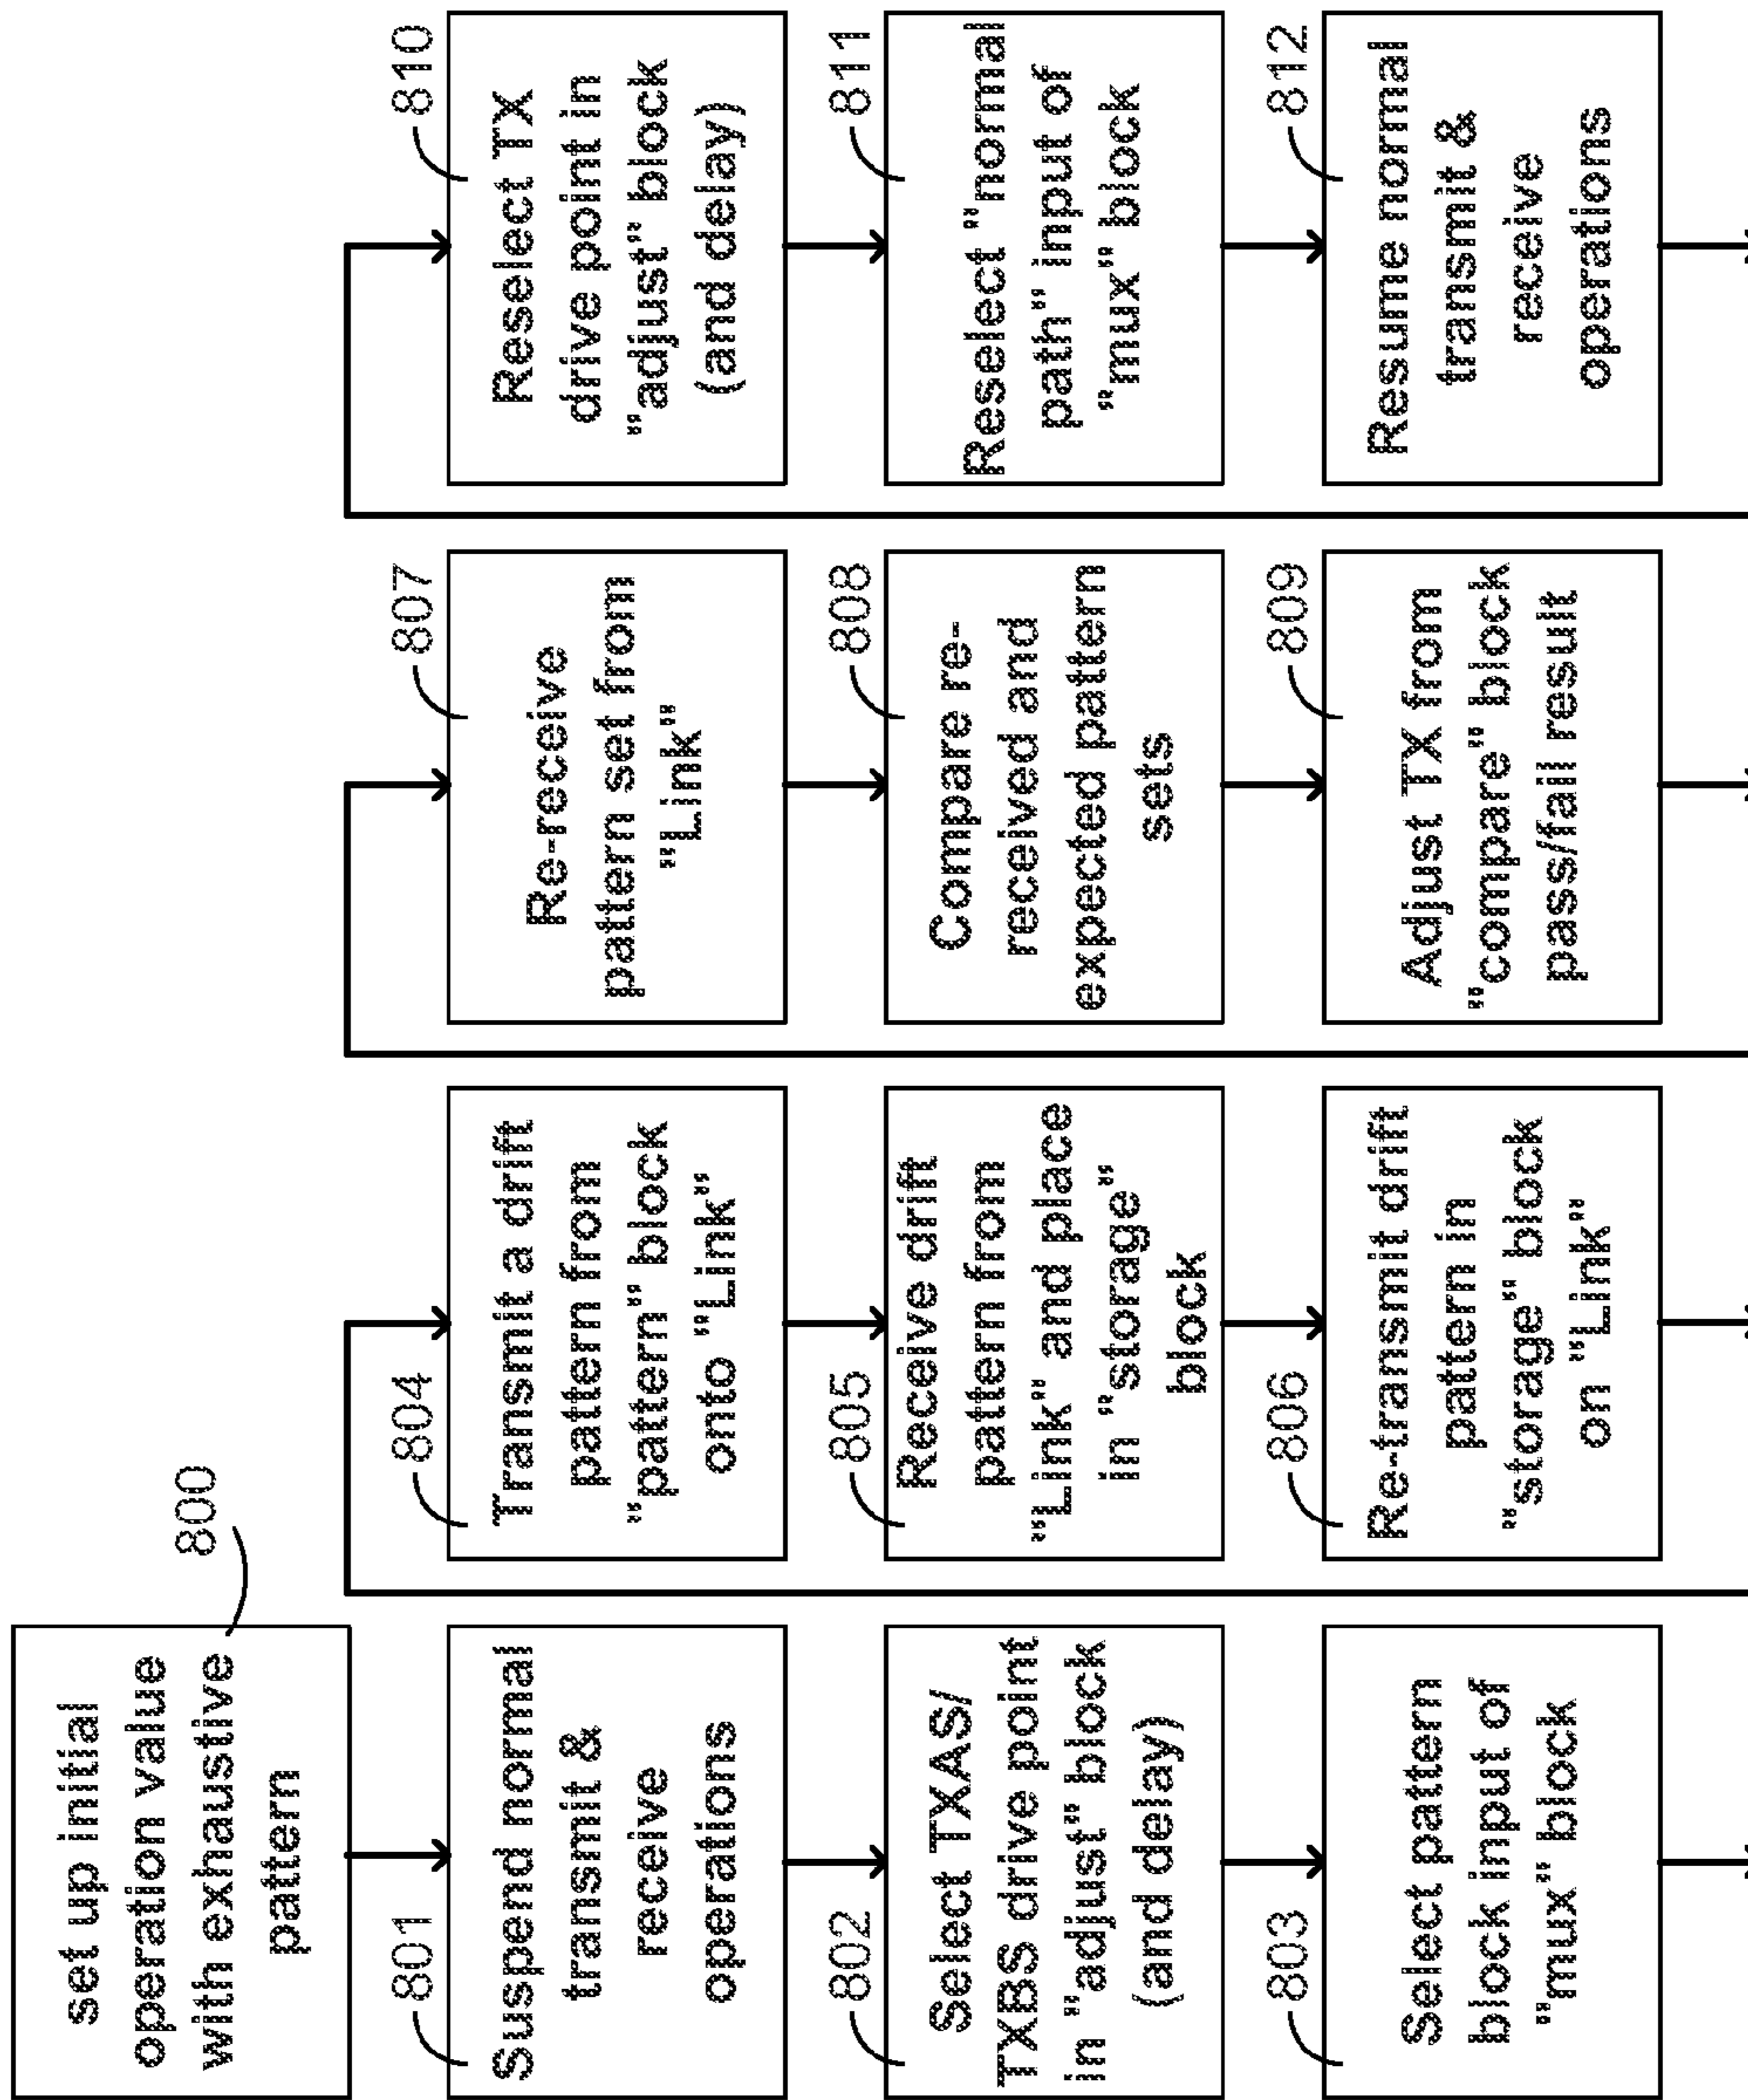 800
set up initial
operation value
with exhaustive
pattern
801
Suspend normal
transmit &
receive
operations
802
Select TXAS/
TXBS drive point
in "adjust" block
(and delay)
803
Select pattern
block input of
"mux" block
804
Transmit a drift
pattern from
"pattern" block
onto "Link"
805
Receive drift
pattern from
"Link" and place
in "storage"
block
806
Re-transmit drift
pattern in
"storage" block
on "Link"
807
Re-receive
pattern set from
"Link"
808
Compare re-
received and
expected pattern
sets
809
Adjust TX from
"compare" block
pass/fail result
810
Reselect TX
drive point in
"adjust" block
(and delay)
811
Reselect "normal
path" input of
"mux" block
812
Resume normal
transmit &
receive
operations